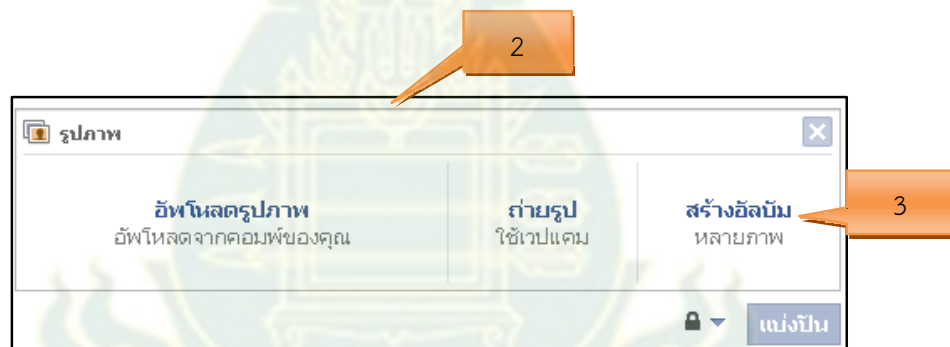 2
รูปภาพ
อัพโหลดรูปภาพ ถ่ายรูป สร้างอัลบัม
อัพโหลดจากคอมพ์ของคุณ ใช้เวปแคม หลายภาพ
3
แบ่งปัน